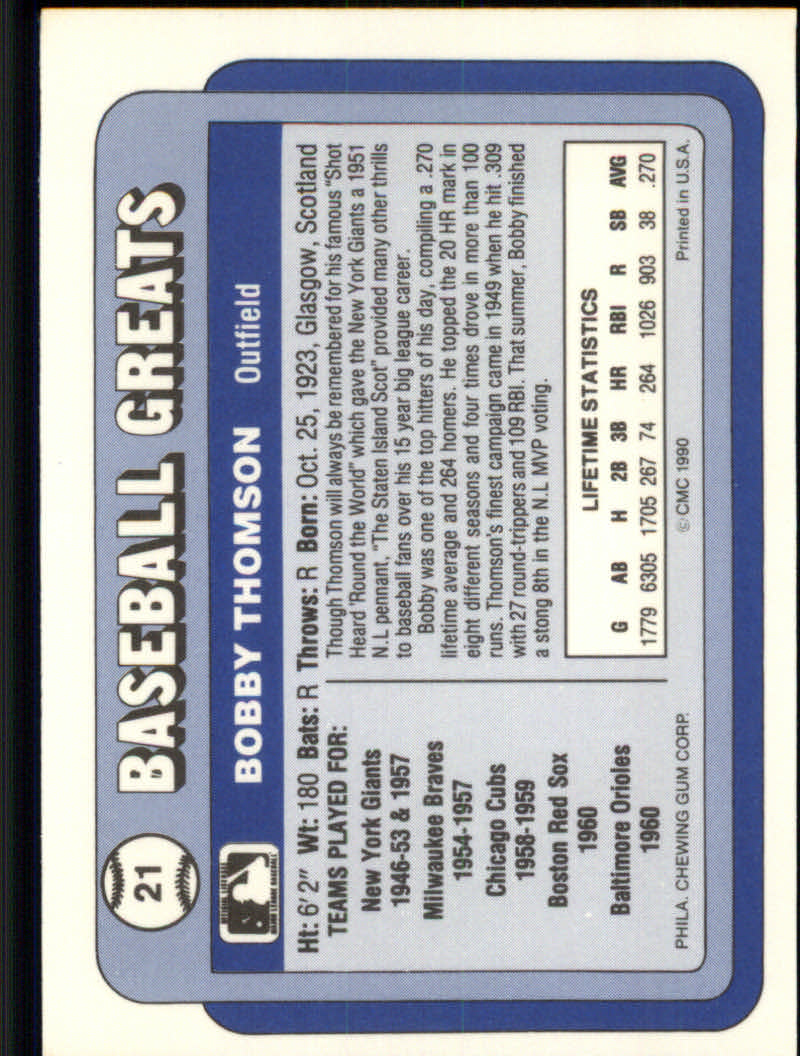 21
BASEBALL GREATS
BOBBY THOMSON Outfield
Ht: 6'2" Wt: 180 Bats: R Throws: R Born: Oct. 25, 1923, Glasgow, Scotland
TEAMS PLAYED FOR:
New York Giants
1946-53 & 1957
Milwaukee Braves
1954-1957
Chicago Cubs
1958-1959
Boston Red Sox
1960
Baltimore Orioles
1960
Though Thomson will always be remembered for his famous "Shot
Heard 'Round the World" which gave the New York Giants a 1951
N.L pennant, "The Staten Island Scot" provided many other thrills
to baseball fans over his 15 year big league career.
Bobby was one of the top hitters of his day, compiling a .270
lifetime average and 264 homers. He topped the 20 HR mark in
eight different seasons and four times drove in more than 100
runs. Thomson's finest campaign came in 1949 when he hit .309
with 27 round-trippers and 109 RBI. That summer, Bobby finished
a stong 8th in the N.L MVP voting.
LIFETIME STATISTICS
G AB H 2B 3B HR RBI R SB AVG
1779 6305 1705 267 74 264 1026 903 38 .270
PHILA. CHEWING GUM CORP. ©CMC 1990 Printed in U.S.A.